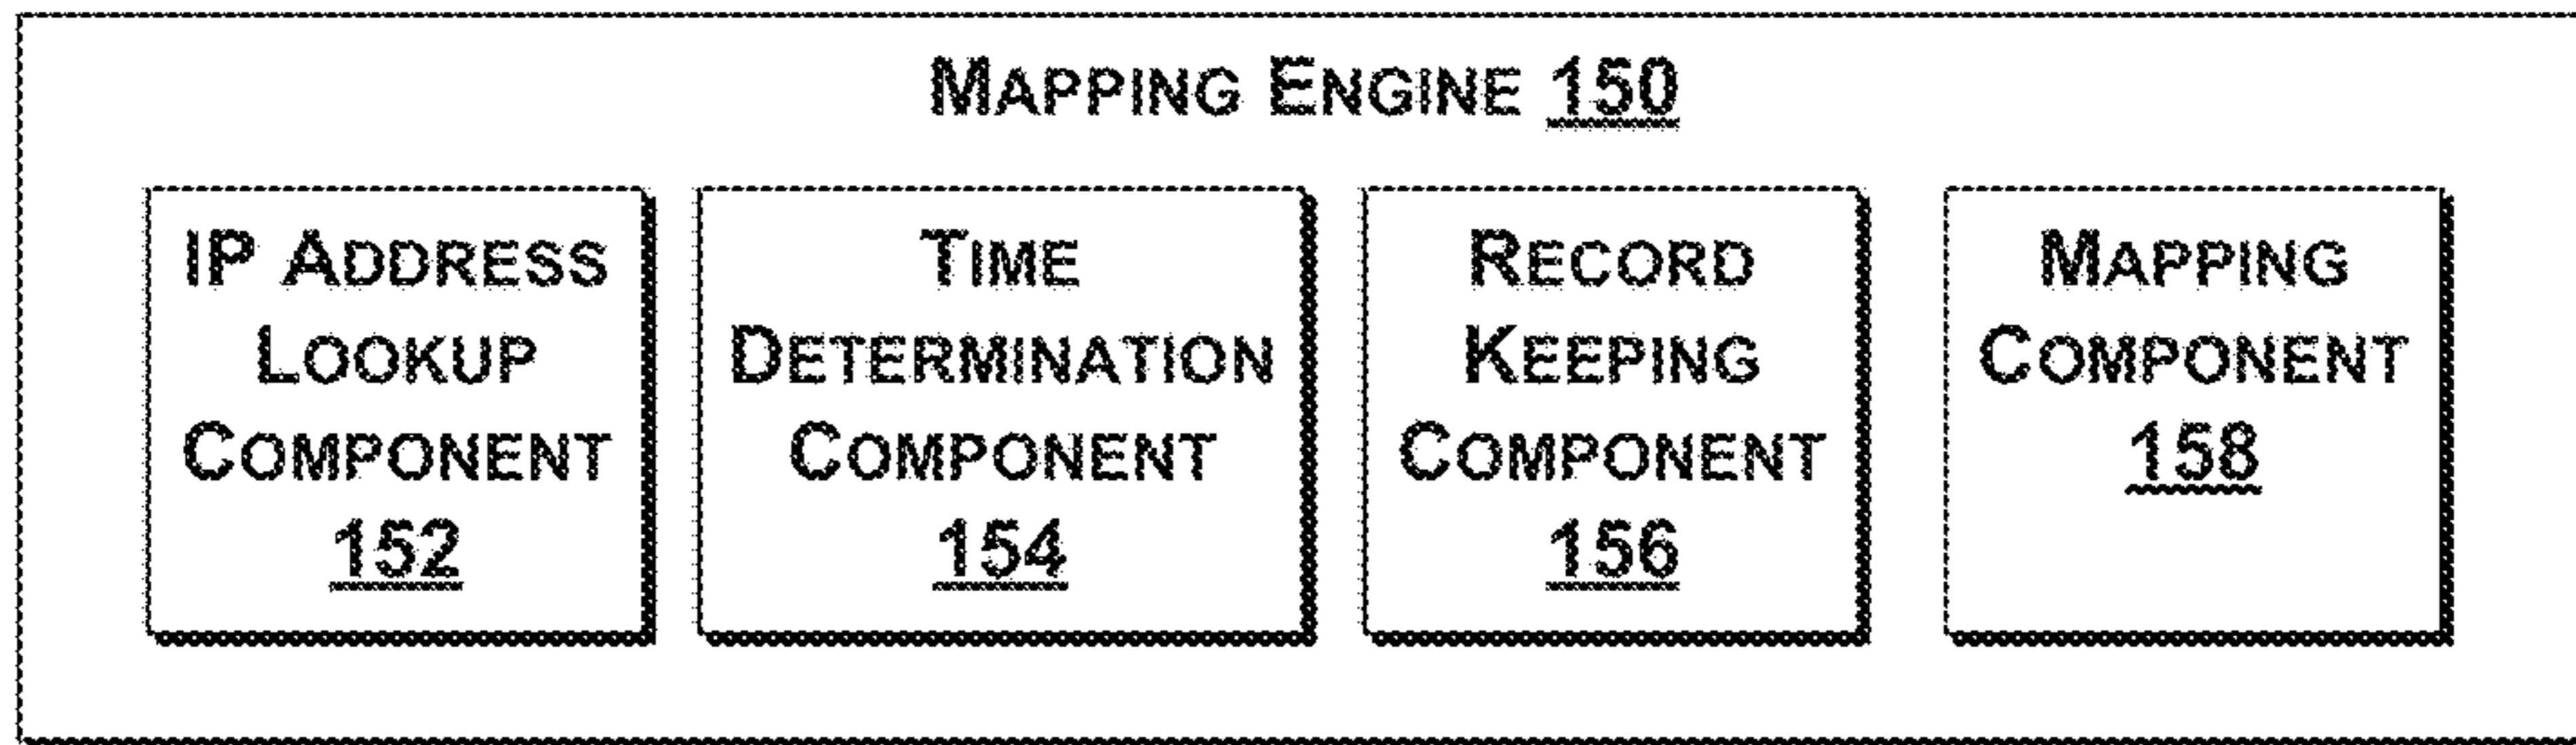 MAPPING ENGINE 150
IP ADDRESS
LOOKUP
COMPONENT
152
TIME
DETERMINATION
COMPONENT
154
RECORD
KEEPING
COMPONENT
156
MAPPING
COMPONENT
158